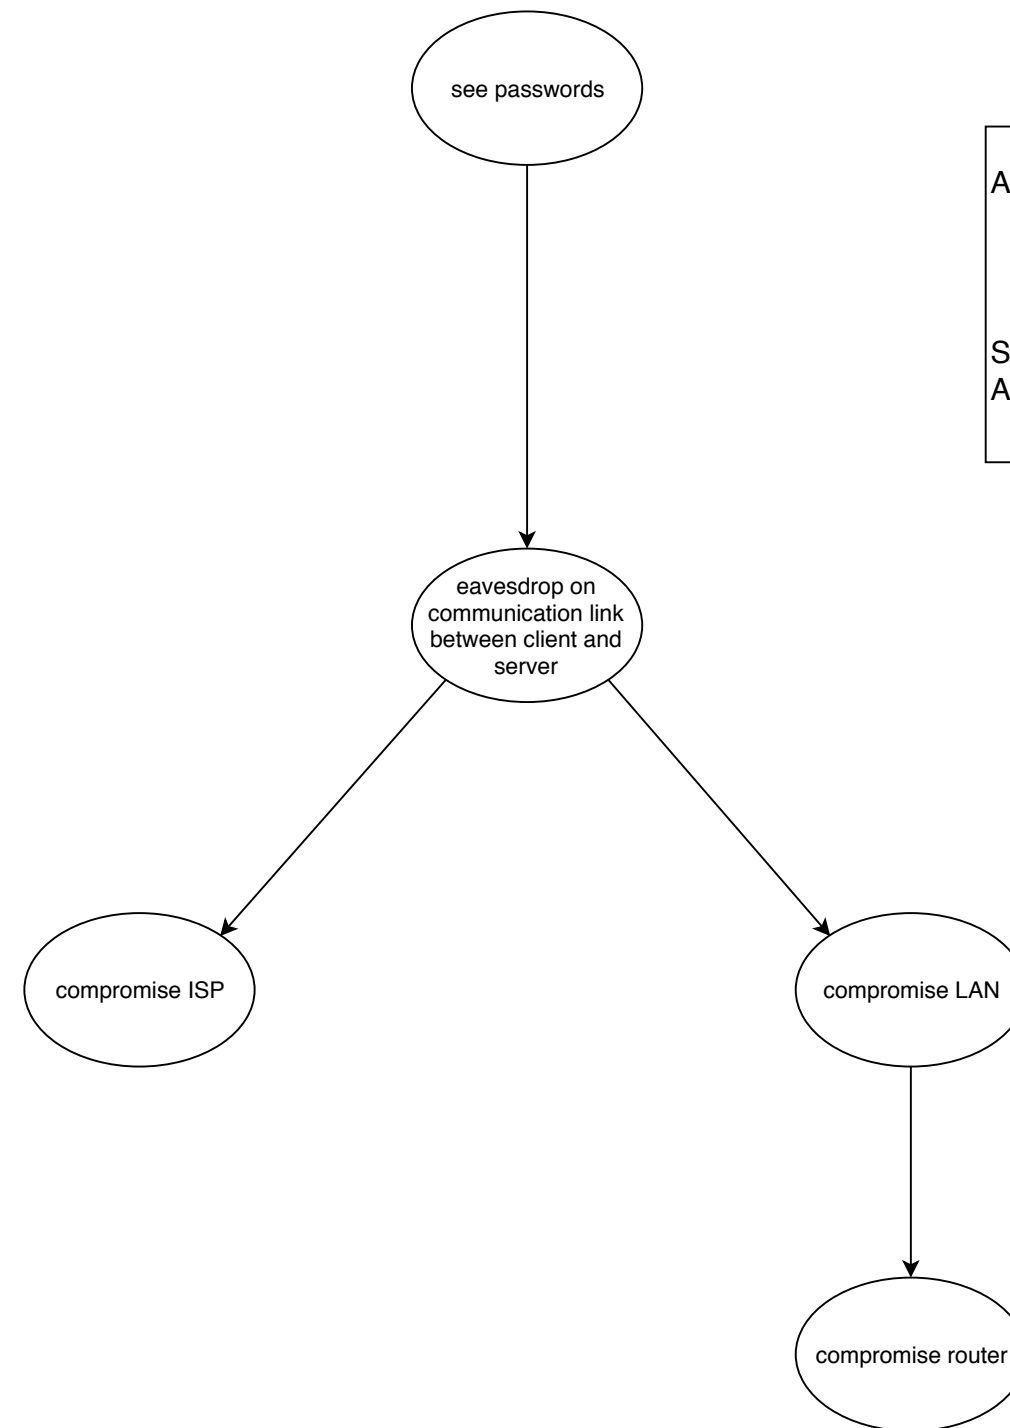 see passwords
A
S
A
eavesdrop on
communication link
between client and
server
compromise ISP
compromise LAN
compromise router